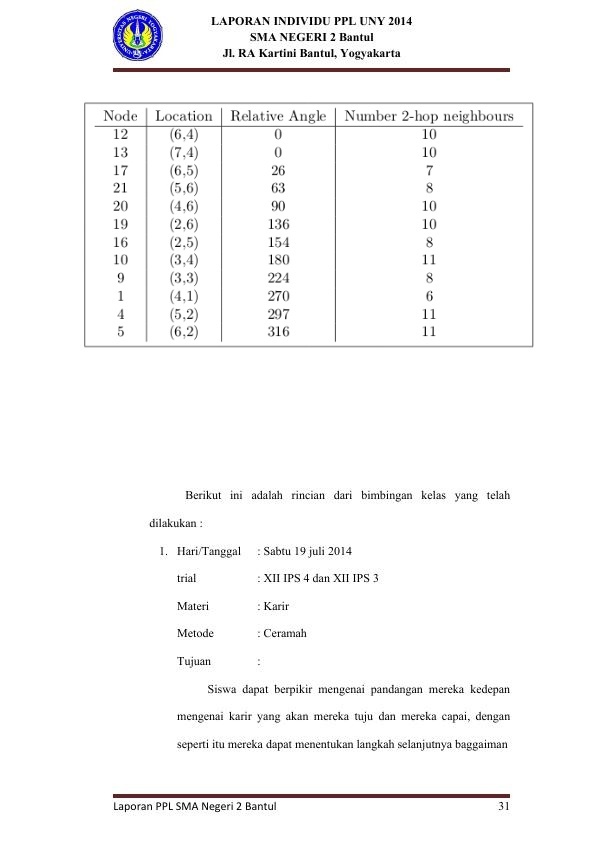 LAPORAN INDIVIDU PPL UNY 2014
SMA NEGERI 2 Bantul
Jl. RA Kartini Bantul, Yogyakarta
Node Location Relative Angle Number 2-hop neighbours
12 (6,4) 0 10
13 (7,4) 0 10
17 (6,5) 26 7
21 (5,6) 63 8
20 (4,6) 90 10
19 (2,6) 136 10
16 (2,5) 154 8
10 (3,4) 180 11
9 (3,3) 224 8
1 (4,1) 270 6
4 (5,2) 297 11
5 (6,2) 316 11
Berikut ini adalah rincian dari bimbingan kelas yang telah
dilakukan :
1. Hari/Tanggal : Sabtu 19 juli 2014
trial : XII IPS 4 dan XII IPS 3
Materi : Karir
Metode : Ceramah
Tujuan :
Siswa dapat berpikir mengenai pandangan mereka kedepan
mengenai karir yang akan mereka tuju dan mereka capai, dengan
seperti itu mereka dapat menentukan langkah selanjutnya baggaiman
Laporan PPL SMA Negeri 2 Bantul 31